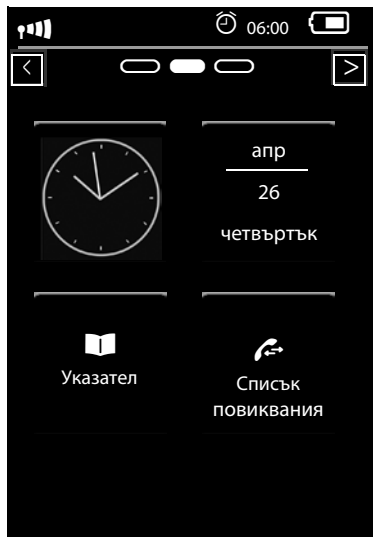 06:00
< >
апр
26
четвъртък
Указател
Списък
повиквания